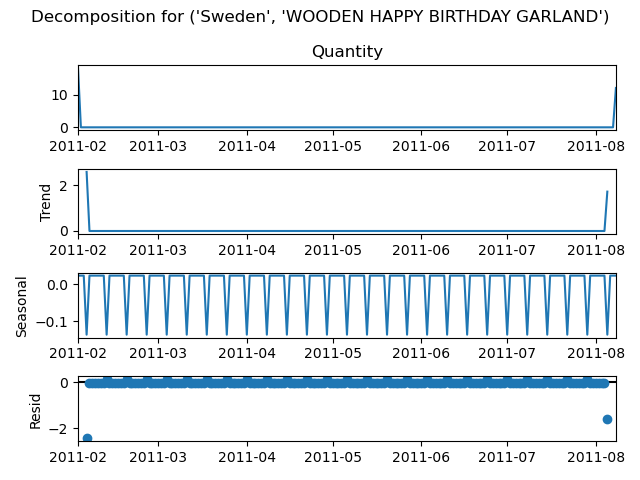 Decomposition for ('Sweden', 'WOODEN HAPPY BIRTHDAY GARLAND')
Quantity
10
0
2011-02 2011-03 2011-04 2011-05 2011-06 2011-07 2011-08
Trend
2
0
2011-02 2011-03 2011-04 2011-05 2011-06 2011-07 2011-08
Seasonal
0.0
−0.1
2011-02 2011-03 2011-04 2011-05 2011-06 2011-07 2011-08
Resid
0
−2
2011-02 2011-03 2011-04 2011-05 2011-06 2011-07 2011-08